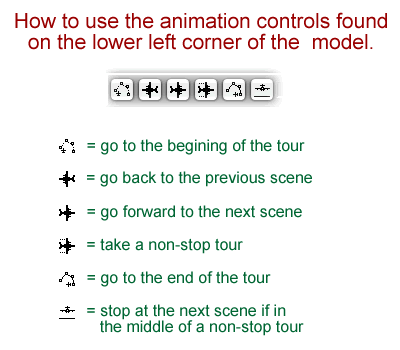 How to use the animation controls found
on the lower left corner of the model.
= go to the begining of the tour
= go back to the previous scene
= go forward to the next scene
= take a non-stop tour
= go to the end of the tour
= stop at the next scene if in
the middle of a non-stop tour